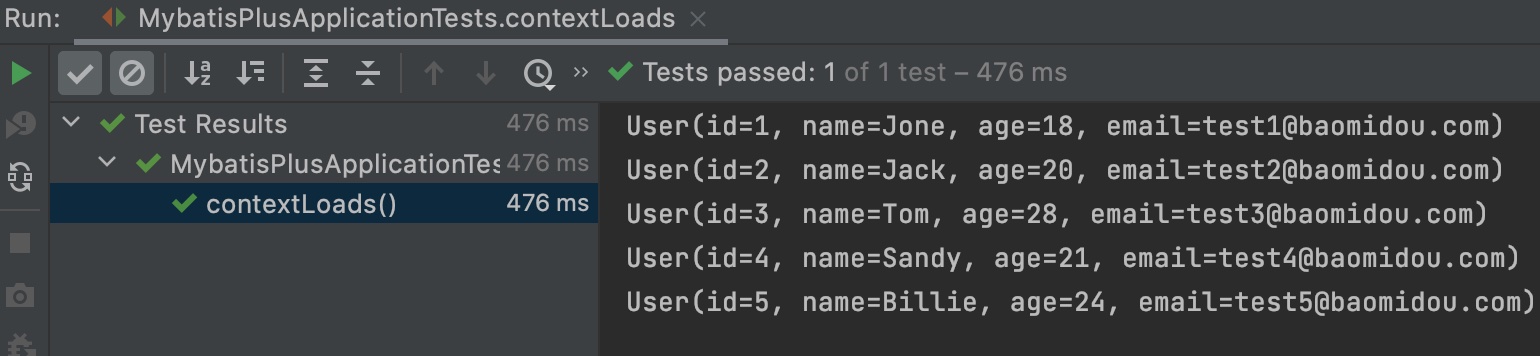 Run: MybatisPlusApplicationTests.contextLoads
Tests passed: 1 of 1 test – 476 ms
Test Results 476 ms
MybatisPlusApplicationTes 476 ms
contextLoads() 476 ms
User(id=1, name=Jone, age=18, email=test1@baomidou.com)
User(id=2, name=Jack, age=20, email=test2@baomidou.com)
User(id=3, name=Tom, age=28, email=test3@baomidou.com)
User(id=4, name=Sandy, age=21, email=test4@baomidou.com)
User(id=5, name=Billie, age=24, email=test5@baomidou.com)